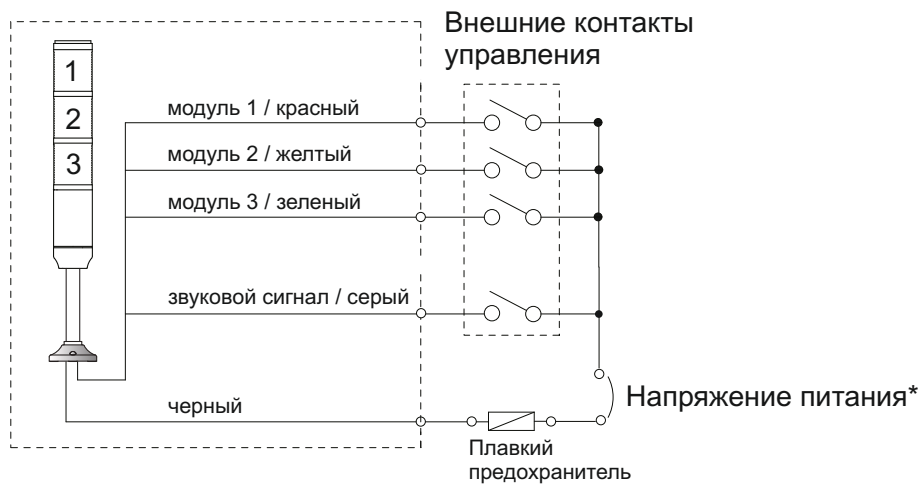 Внешние контакты
управления
1
2
3
модуль 1 / красный
модуль 2 / желтый
модуль 3 / зеленый
звуковой сигнал / серый
черный
Напряжение питания*
Плавкий
предохранитель